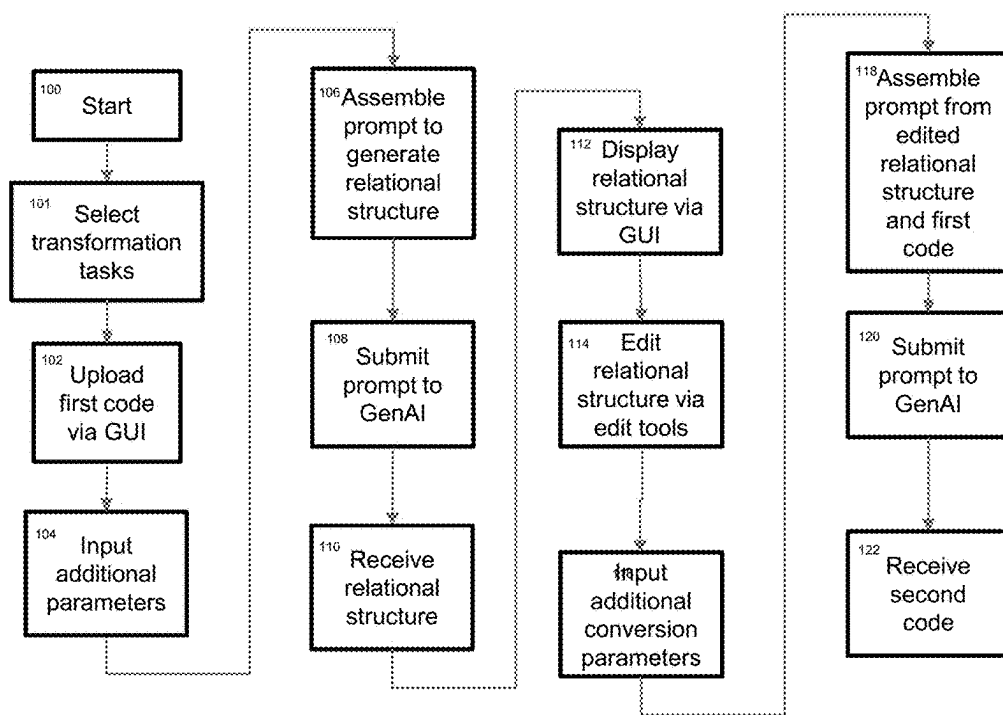 100
Start
101
Select
transformation
tasks
102
Upload
first code
via GUI
104
Input
additional
parameters
106
Assemble
prompt to
generate
relational
structure
108
Submit
prompt to
GenAI
110
Receive
relational
structure
112
Display
relational
structure via
GUI
114
Edit
relational
structure via
edit tools
Input
additional
conversion
parameters
118
Assemble
prompt from
edited
relational
structure
and first
code
120
Submit
prompt to
GenAI
122
Receive
second
code